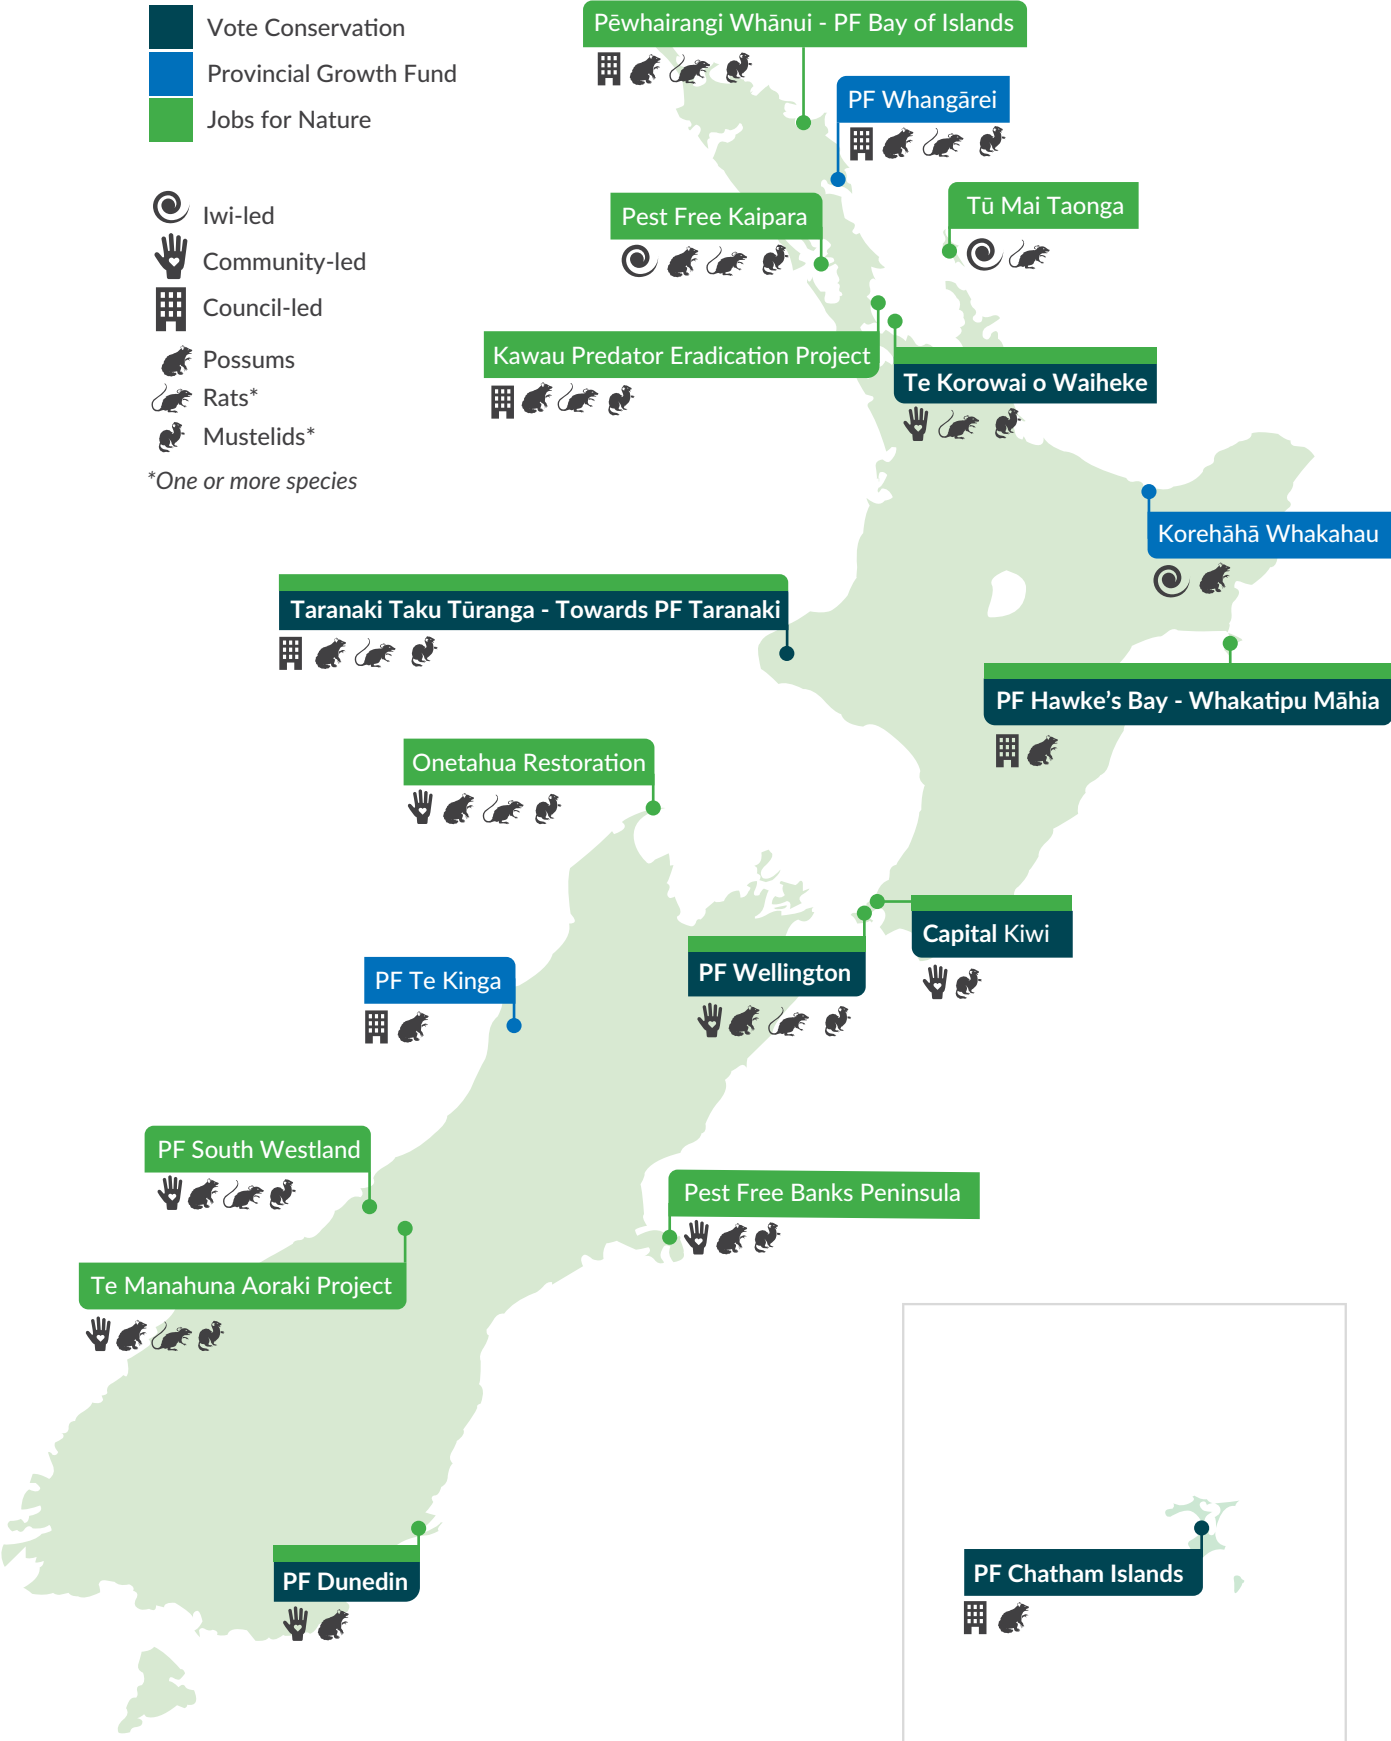 Vote Conservation
Provincial Growth Fund
Jobs for Nature
Iwi-led
Community-led
Council-led
Possums
Rats*
Mustelids*
*One or more species
Pēwhairangi Whānui - PF Bay of Islands
PF Whangārei
Pest Free Kaipara
Tū Mai Taonga
Kawau Predator Eradication Project
Te Korowai o Waiheke
Korehāhā Whakahau
Taranaki Taku Tūranga - Towards PF Taranaki
PF Hawke's Bay - Whakatipu Māhia
Onetahua Restoration
Capital Kiwi
PF Wellington
PF Te Kinga
PF South Westland
Pest Free Banks Peninsula
Te Manahuna Aoraki Project
PF Dunedin
PF Chatham Islands